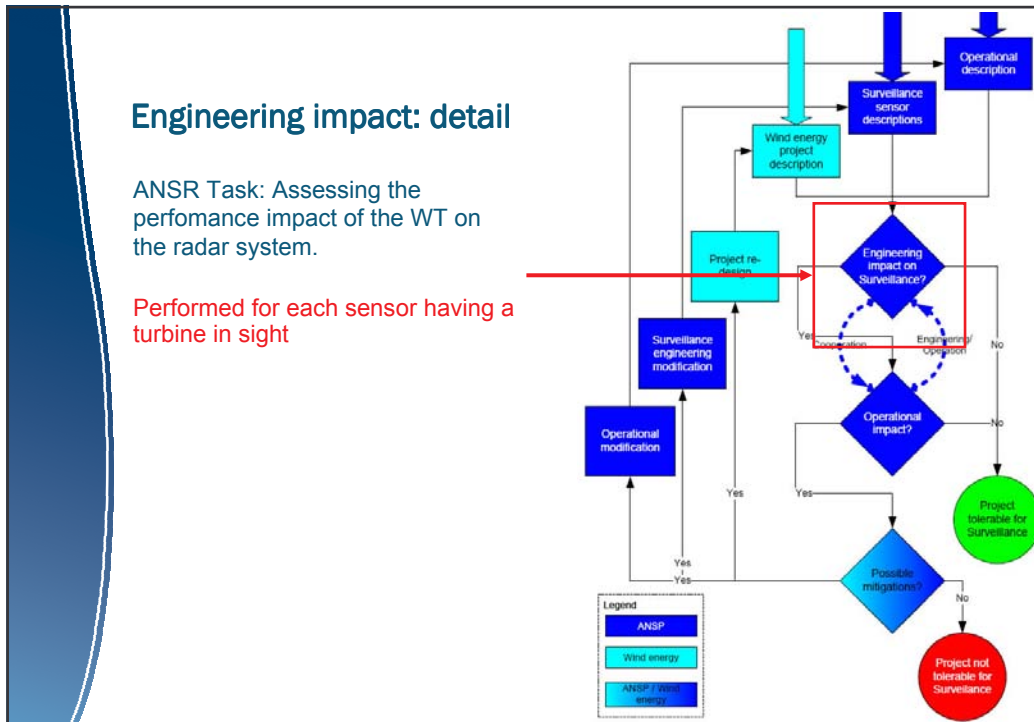 Engineering impact: detail
ANSR Task: Assessing the
perfomance impact of the WT on
the radar system.
Performed for each sensor having a
turbine in sight
Operational
description
Surveillance
sensor
descriptions
Wind energy
project
description
Engineering
impact on
Surveillance?
Project re-
design
Yes
Cooperation
Engineering/
Operation
No
Surveillance
engineering
modification
Operational
impact?
No
Operational
modification
Yes
Yes
Project
tolerable for
Surveillance
Possible
mitigations?
Yes
Yes
No
Legend
ANSP
Wind energy
ANSP / Wind
energy
Project not
tolerable for
Surveillance